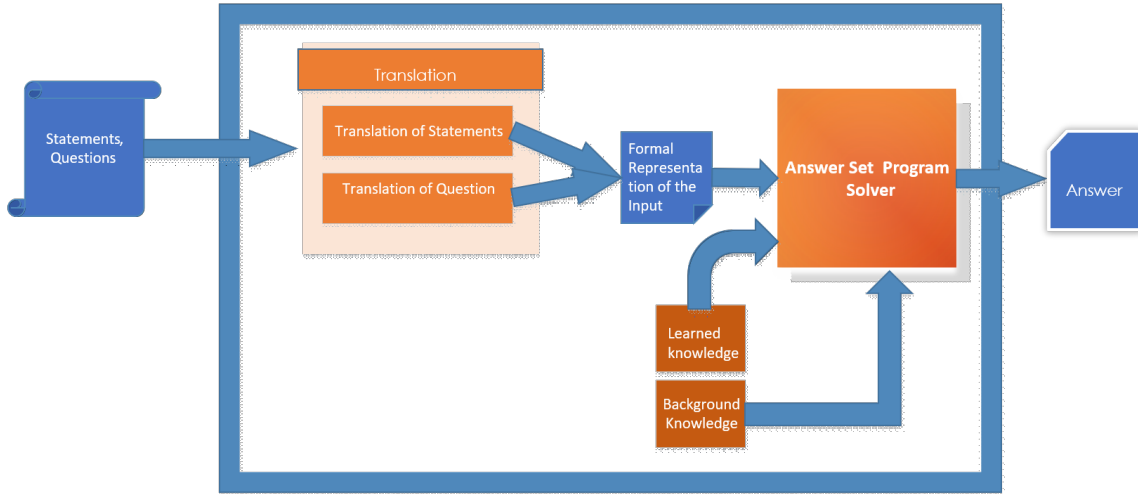 Statements,
Questions
Translation
Translation of Statements
Translation of Question
Formal
Representa
tion of the
Input
Answer Set Program
Solver
Answer
Learned
knowledge
Background
Knowledge